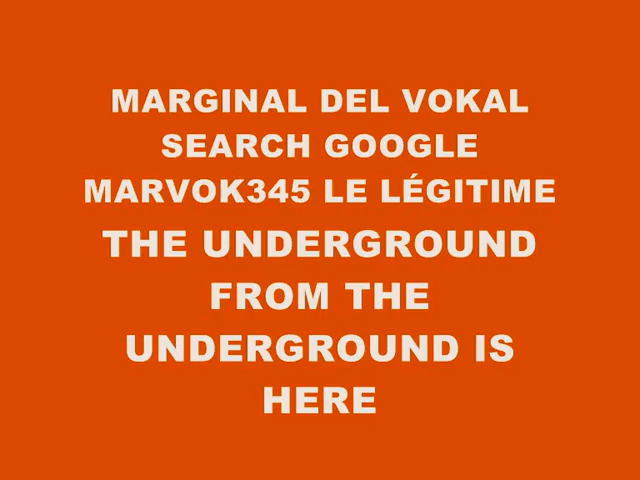 MARGINAL DEL VOKAL
SEARCH GOOGLE
MARVOK345 LE LÉGITIME
THE UNDERGROUND
FROM THE
UNDERGROUND IS
HERE